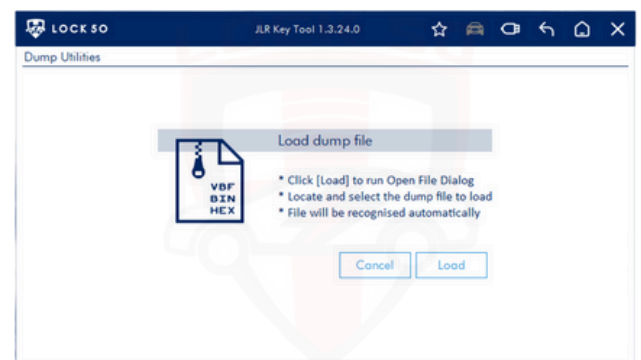 LOCK 50 JLR Key Tool 1.3.24.0
Dump Utilities
Load dump file
VBF
BIN
HEX
* Click [Load] to run Open File Dialog
* Locate and select the dump file to load
* File will be recognised automatically
Cancel Load